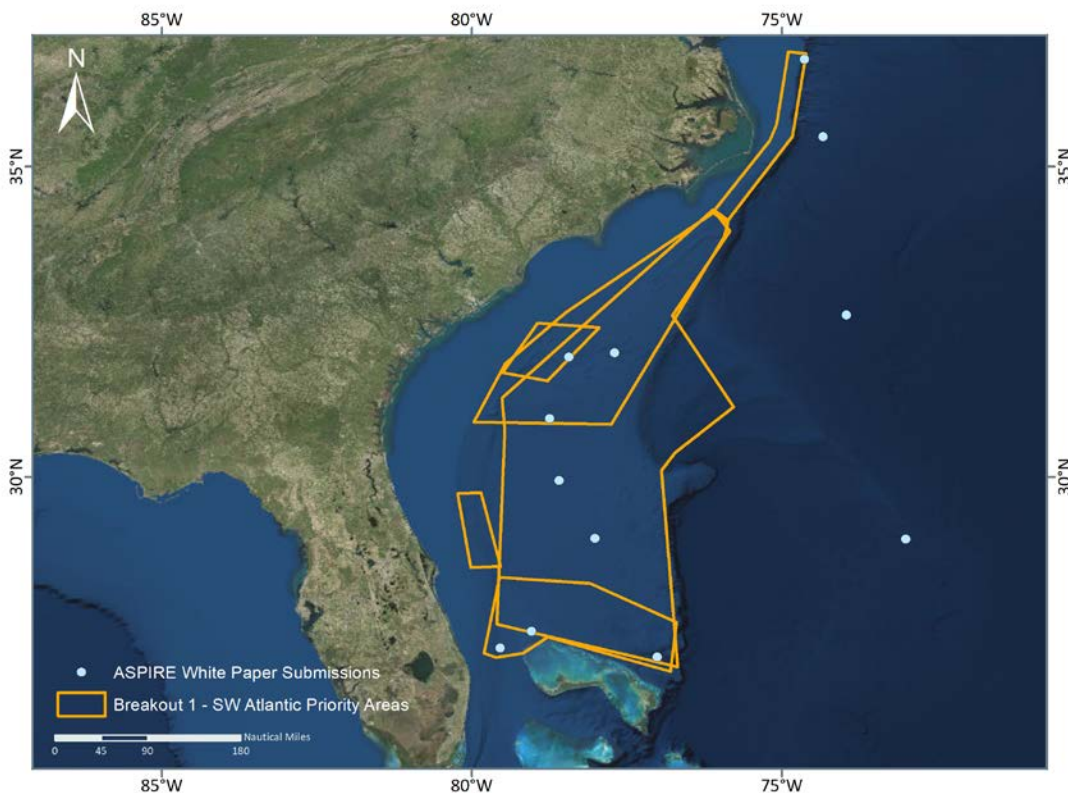 85°W 80°W 75°W
N
35°N 35°N
30°N 30°N
ASPIRE White Paper Submissions
Breakout 1 - SW Atlantic Priority Areas
Nautical Miles
0 45 90 180
85°W 80°W 75°W